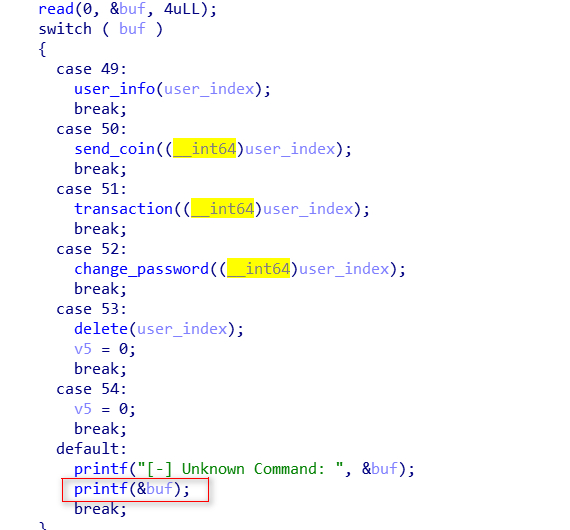 read(0, &buf, 4uLL);
switch ( buf )
{
case 49:
user_info(user_index);
break;
case 50:
send_coin((__int64)user_index);
break;
case 51:
transaction((__int64)user_index);
break;
case 52:
change_password((__int64)user_index);
break;
case 53:
delete(user_index);
v5 = 0;
break;
case 54:
v5 = 0;
break;
default:
printf("[-] Unknown Command: ", &buf);
printf(&buf);
break;
}